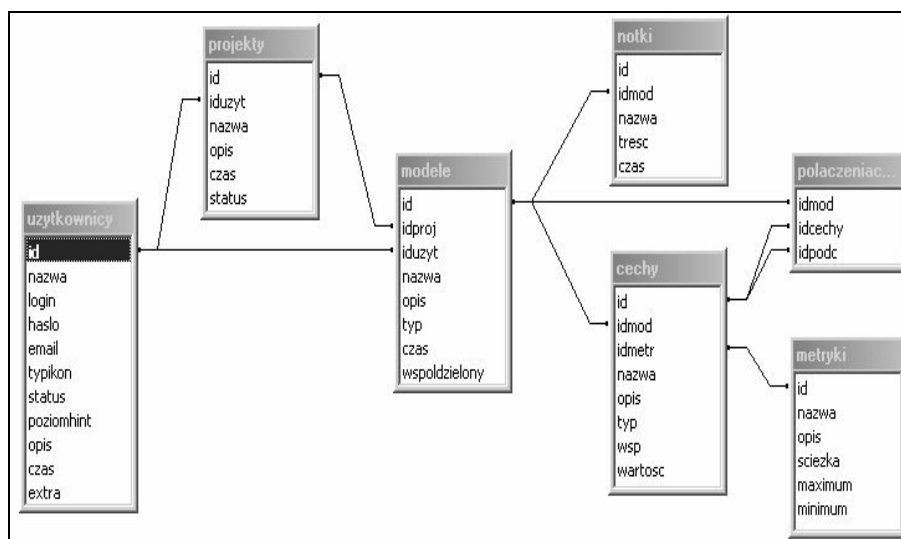 projekty
id
iduzyt
nazwa
opis
czas
status
uzytkownicy
id
nazwa
login
haslo
email
typikon
status
poziomhint
opis
czas
extra
modele
id
idproj
iduzyt
nazwa
opis
typ
czas
wspoldzielony
notki
id
idmod
nazwa
tresc
czas
cechy
id
idmod
idmetr
nazwa
opis
typ
wsp
wartosc
polaczeniac...
idmod
idcechy
idpodc
metryki
id
nazwa
opis
sciezka
maximum
minimum